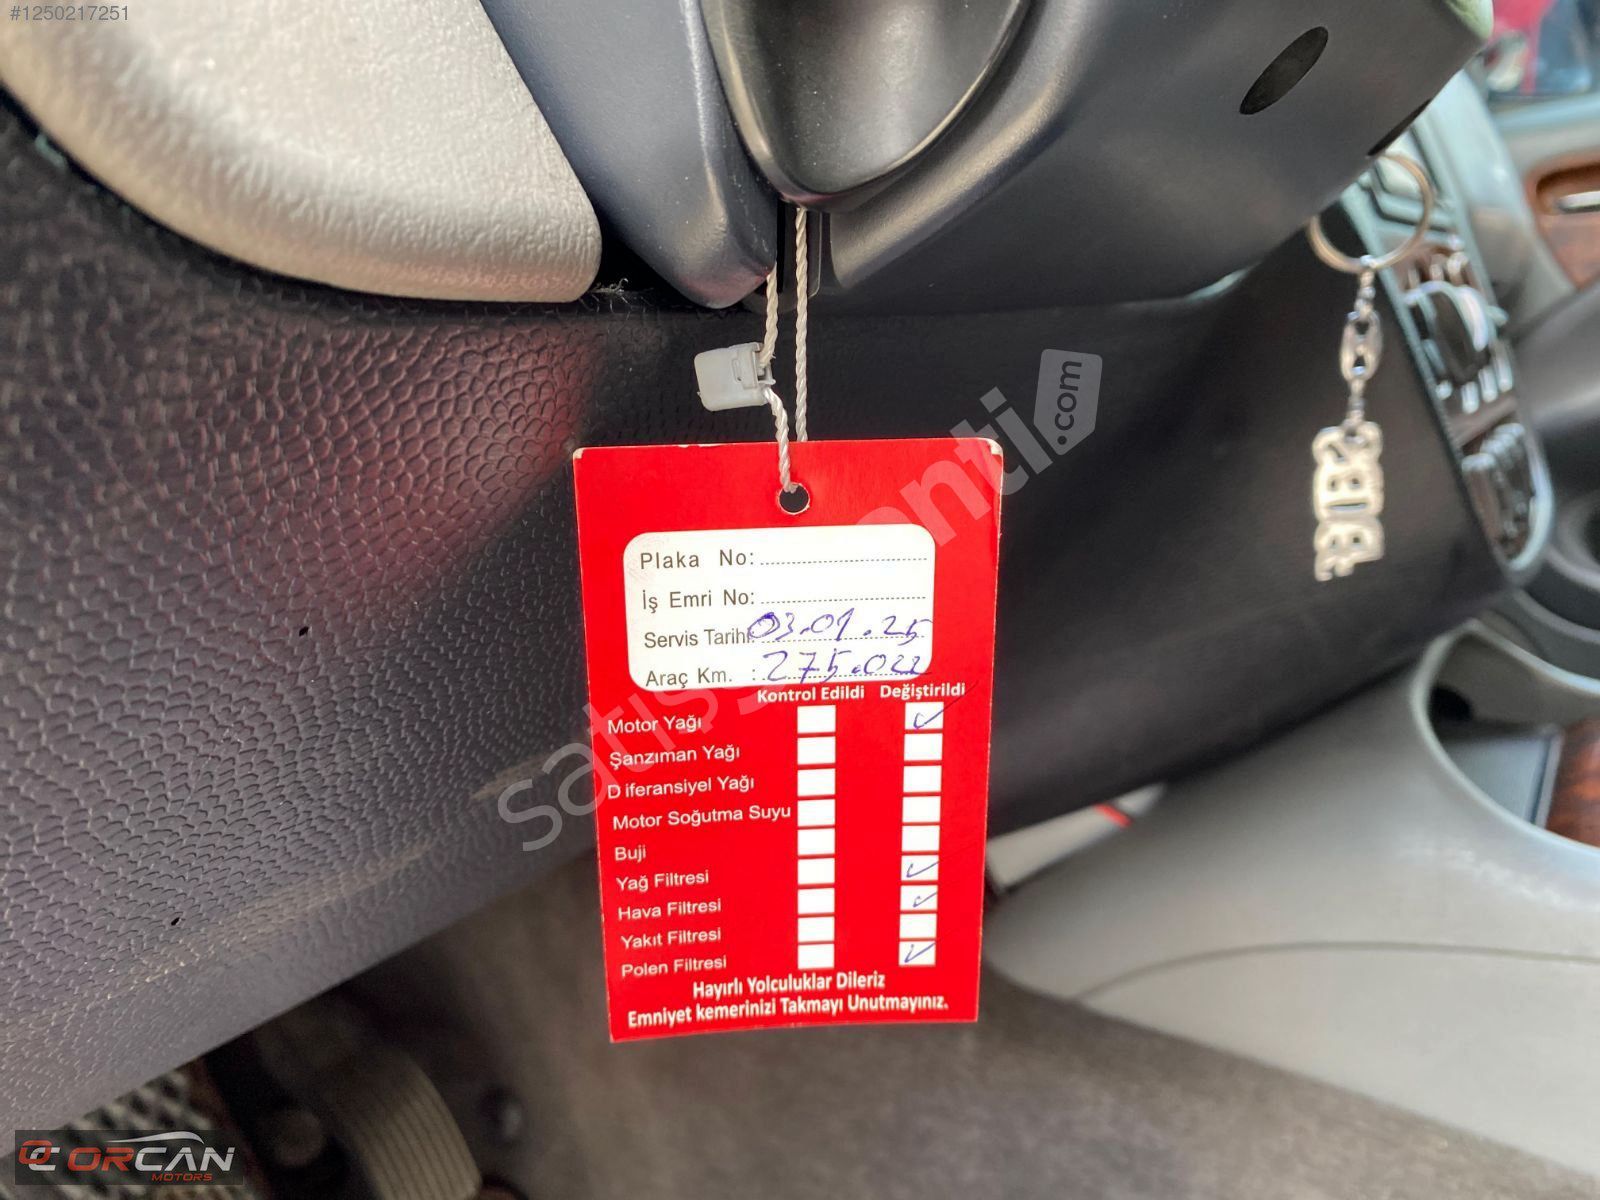 #1250217251
Plaka No:
İş Emri No:
Servis Tarihi: 03.01.25
Araç Km. : 275.022
Kontrol Edildi Değiştirildi
Motor Yağı ✓
Şanzıman Yağı
Diferansiyel Yağı
Motor Soğutma Suyu
Buji
Yağ Filtresi ✓
Hava Filtresi ✓
Yakıt Filtresi
Polen Filtresi ✓
Hayırlı Yolculuklar Dileriz
Emniyet kemerinizi Takmayı Unutmayınız.
.com
ORCAN
MOTORS